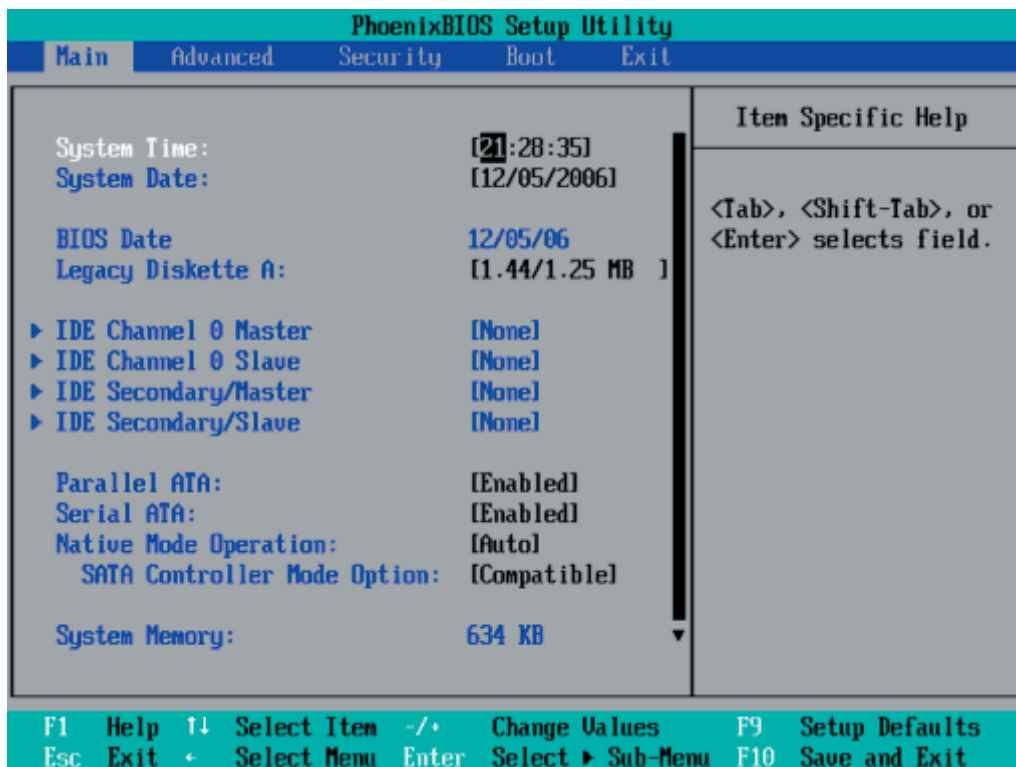 PhoenixBIOS Setup Utility
Main Advanced Security Boot Exit
Item Specific Help
System Time: [21:28:35]
System Date: [12/05/2006]
<Tab>, <Shift-Tab>, or
<Enter> selects field.
BIOS Date 12/05/06
Legacy Diskette A: [1.44/1.25 MB ]
▶ IDE Channel 0 Master [None]
▶ IDE Channel 0 Slave [None]
▶ IDE Secondary/Master [None]
▶ IDE Secondary/Slave [None]
Parallel ATA: [Enabled]
Serial ATA: [Enabled]
Native Mode Operation: [Auto]
SATA Controller Mode Option: [Compatible]
System Memory: 634 KB
F1 Help ↑↓ Select Item -/+ Change Values F9 Setup Defaults
Esc Exit ← Select Menu Enter Select ▶ Sub-Menu F10 Save and Exit